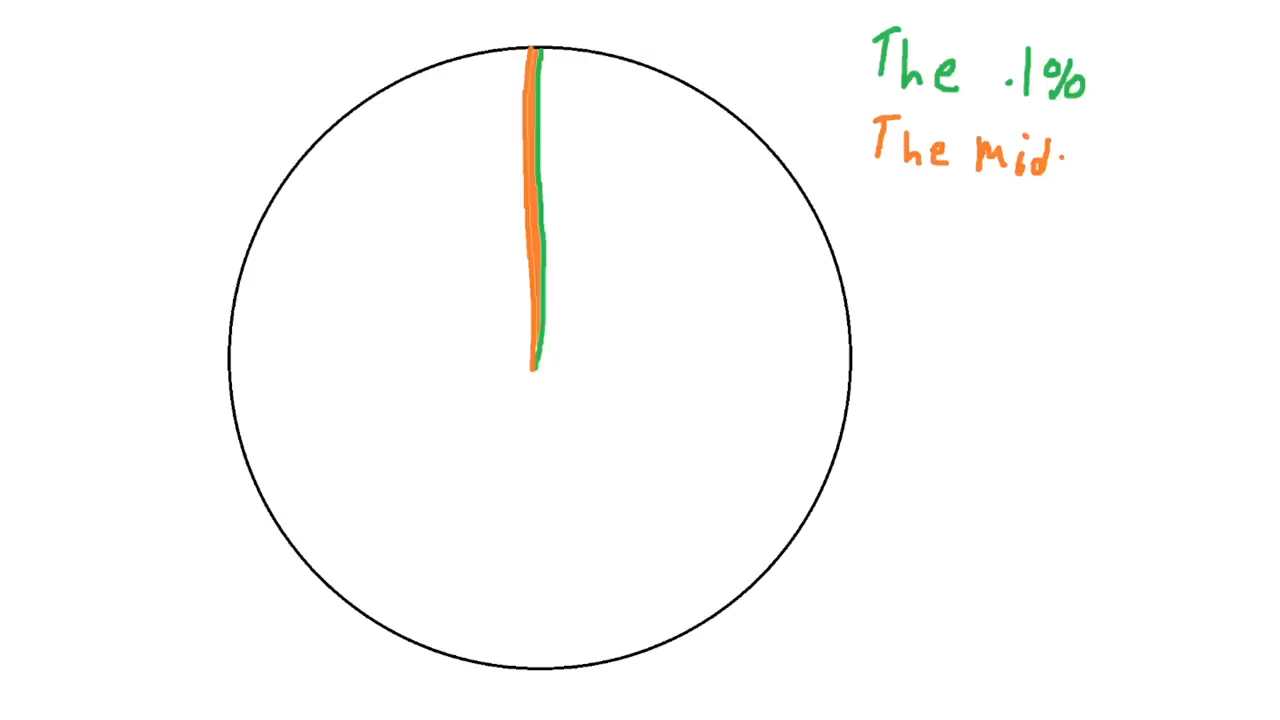 The .1%
The Mid.